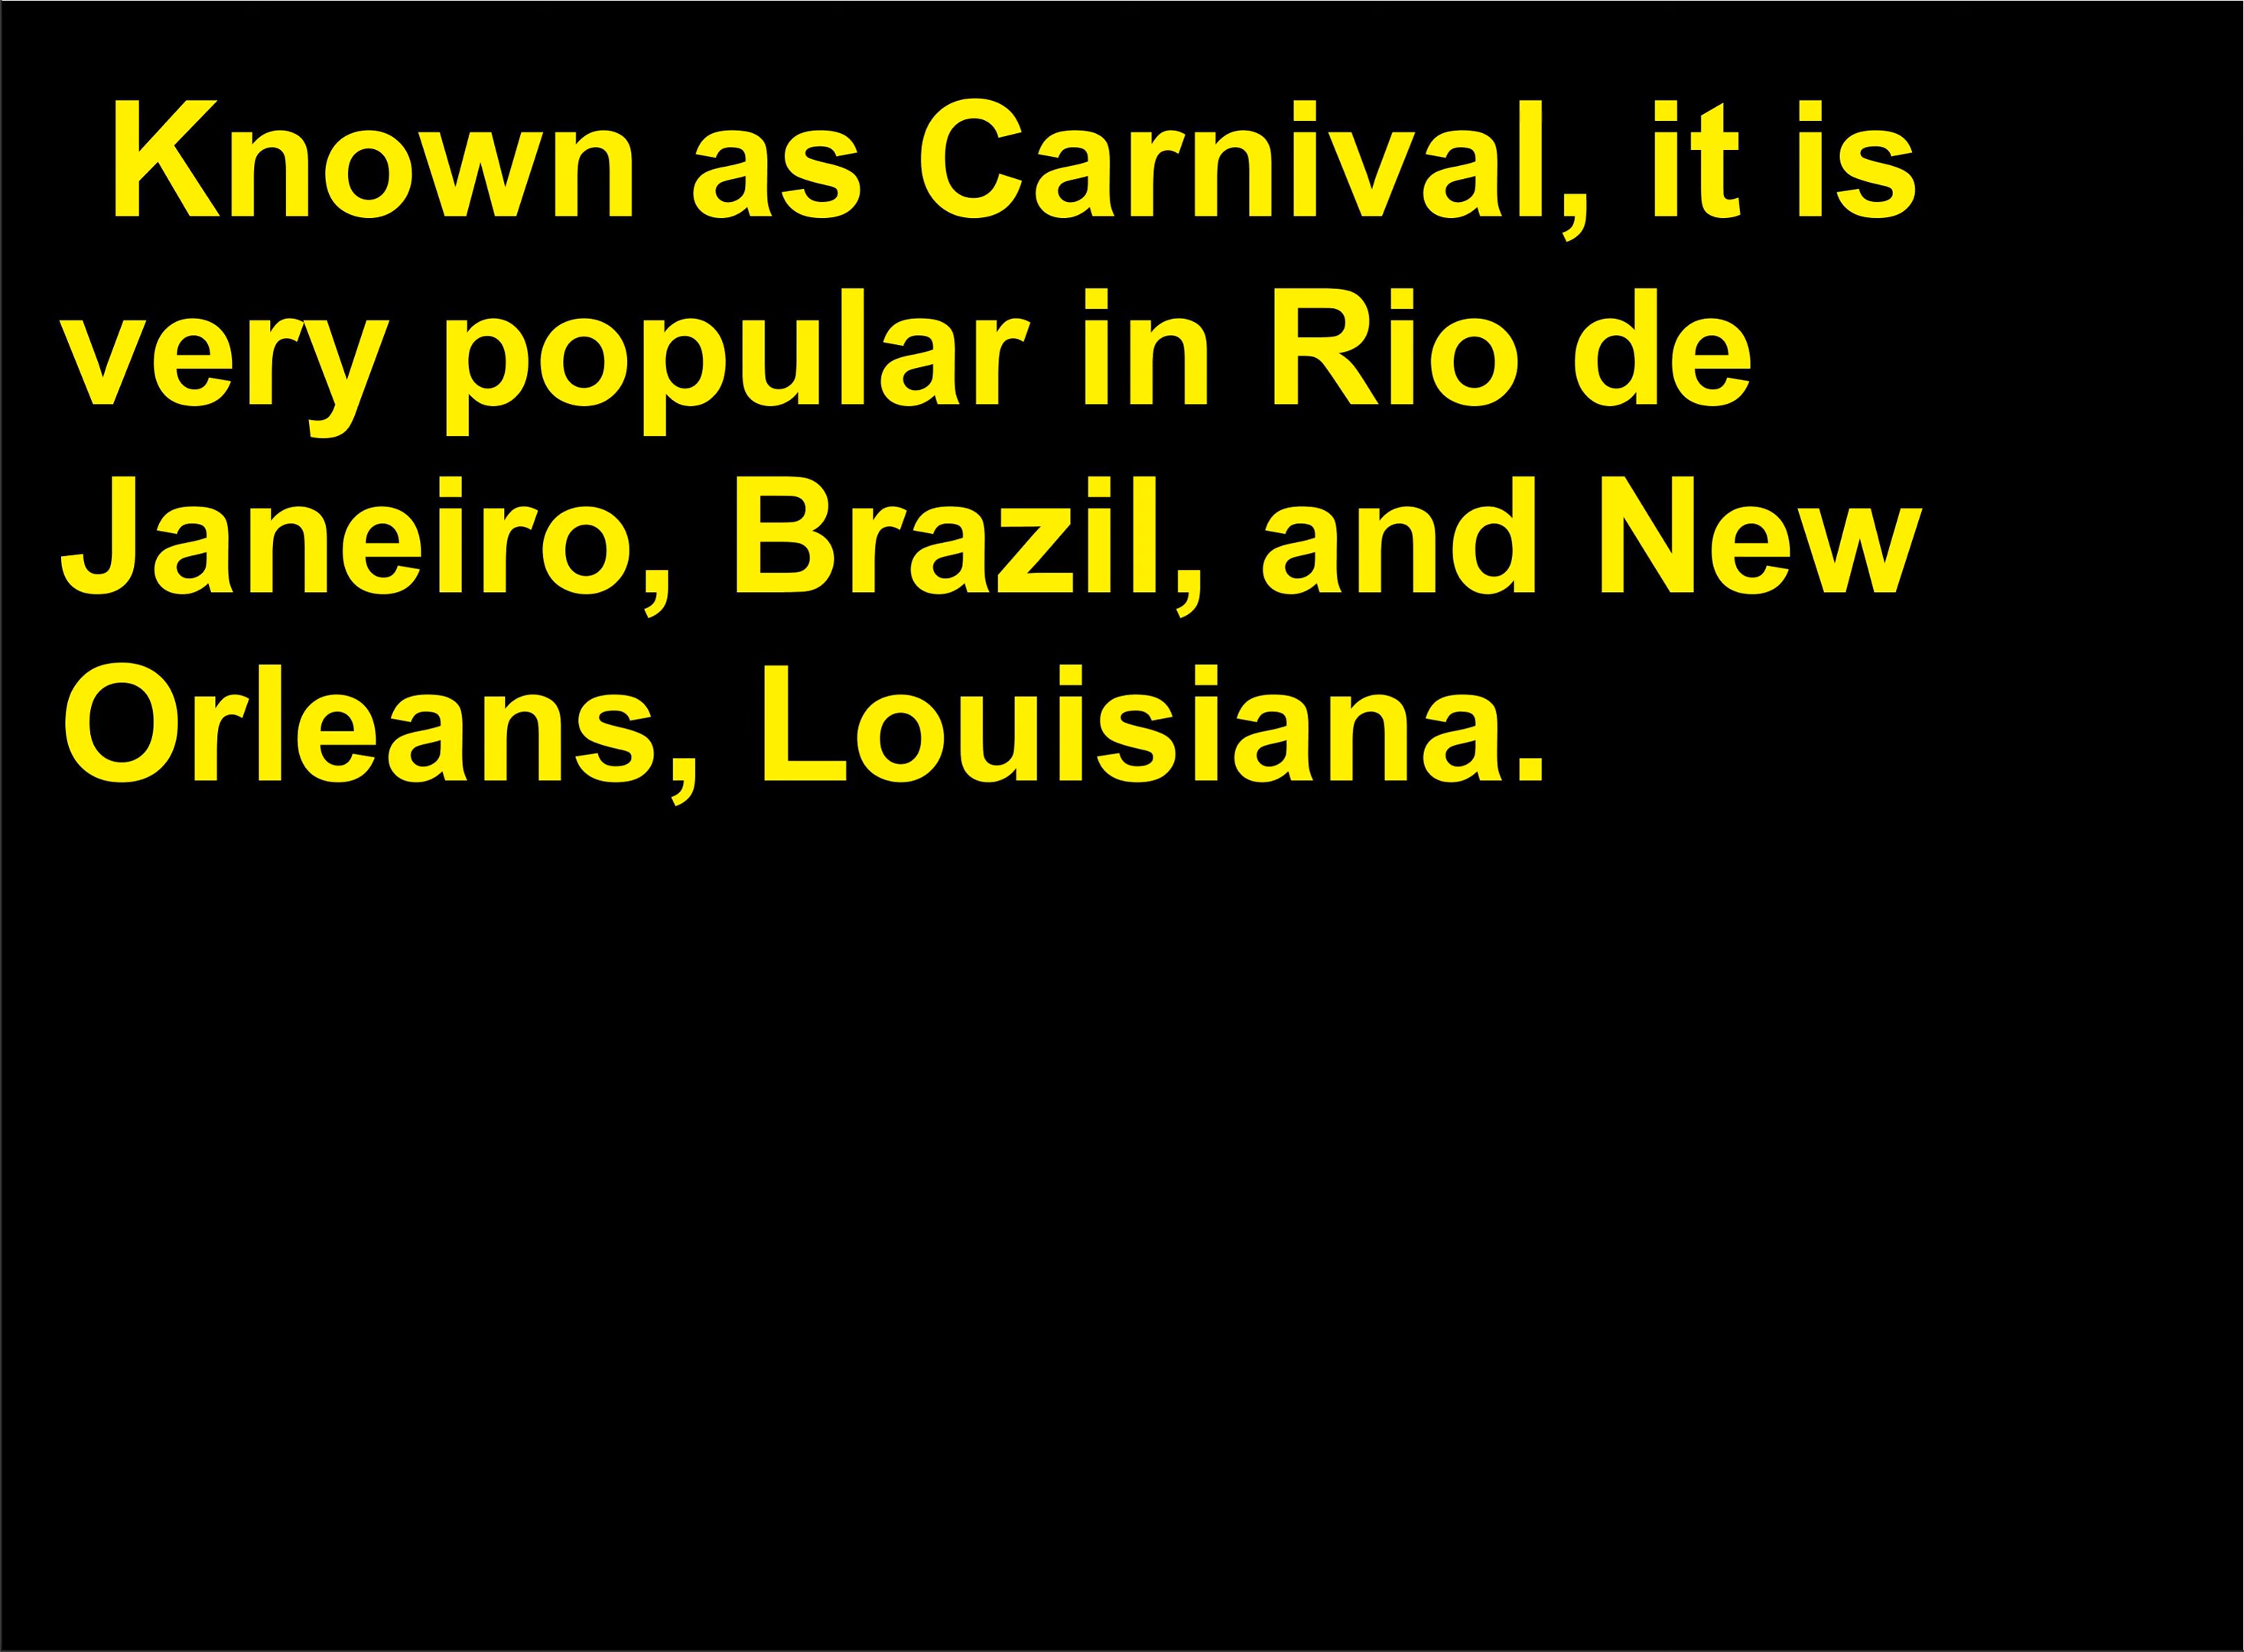 Known as Carnival, it is
very popular in Rio de
Janeiro, Brazil, and New
Orleans, Louisiana.